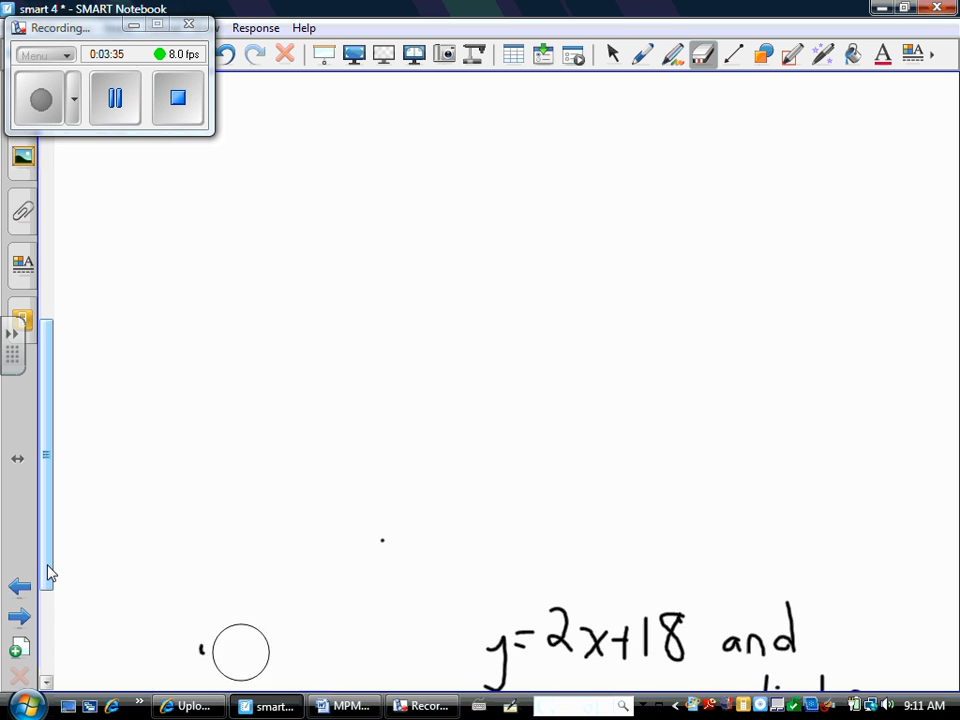 smart 4 * - SMART Notebook
Recording...
Response Help
Menu 0:03:35 8.0 fps
y=2x+18 and
Uplo... smart... MPM... Recor... 9:11 AM